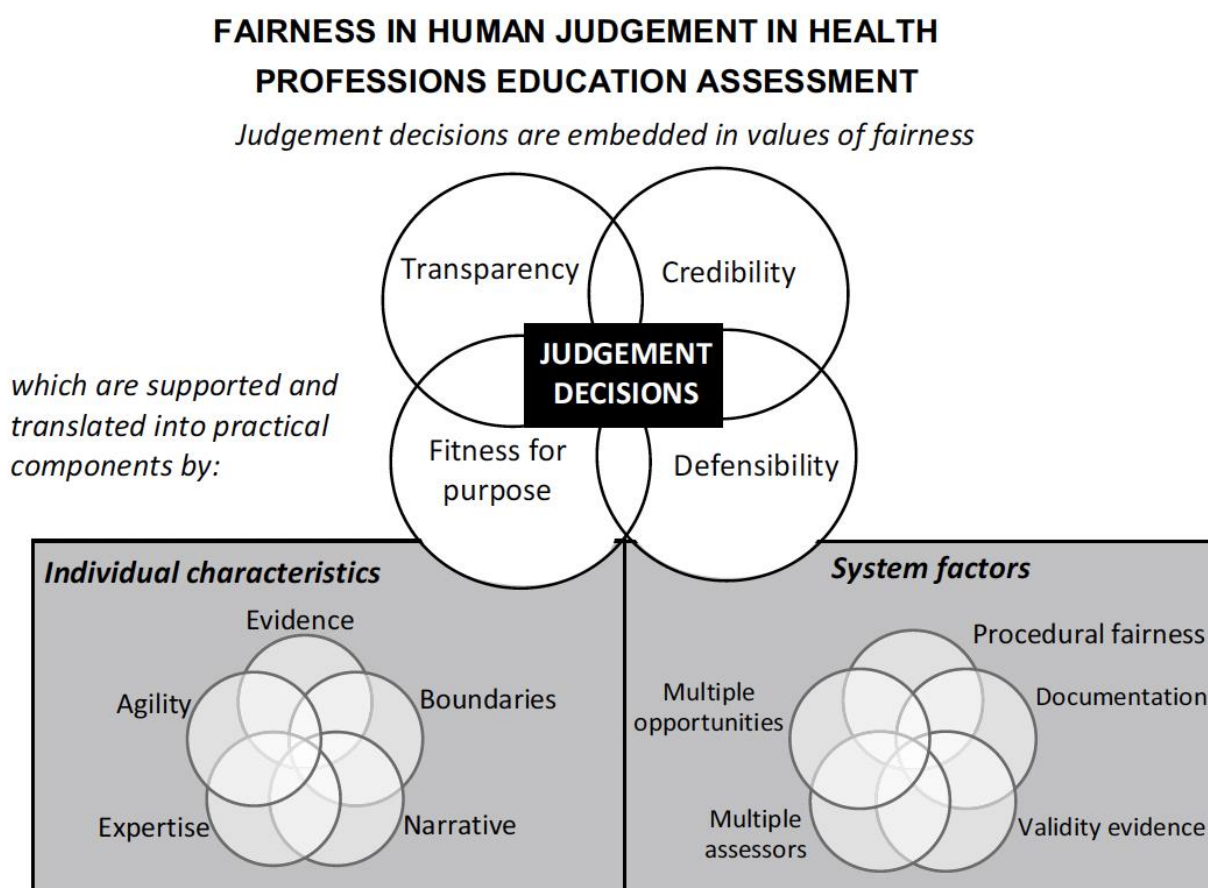 FAIRNESS IN HUMAN JUDGEMENT IN HEALTH
PROFESSIONS EDUCATION ASSESSMENT
Judgement decisions are embedded in values of fairness
Transparency
Credibility
JUDGEMENT
DECISIONS
which are supported and
translated into practical
components by:
Fitness for
purpose
Defensibility
Individual characteristics
Evidence
Agility
Boundaries
Expertise
Narrative
System factors
Procedural fairness
Multiple
opportunities
Documentation
Multiple
assessors
Validity evidence